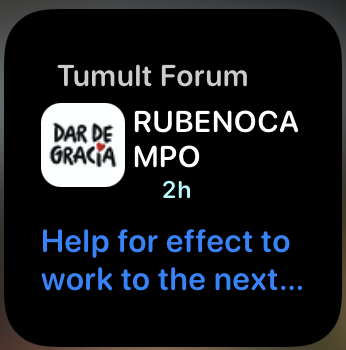 Tumult Forum
DAR DE
GRACiA
RUBENOCA
MPO
2h
Help for effect to
work to the next...